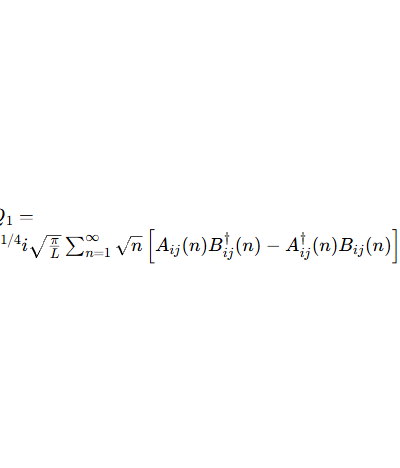 Q_1 =
^{1/4} i \sqrt{\frac{\pi}{L}} \sum_{n=1}^{\infty} \sqrt{n} \left[ A_{ij}(n) B_{ij}^{\dagger}(n) - A_{ij}^{\dagger}(n) B_{ij}(n) \right]